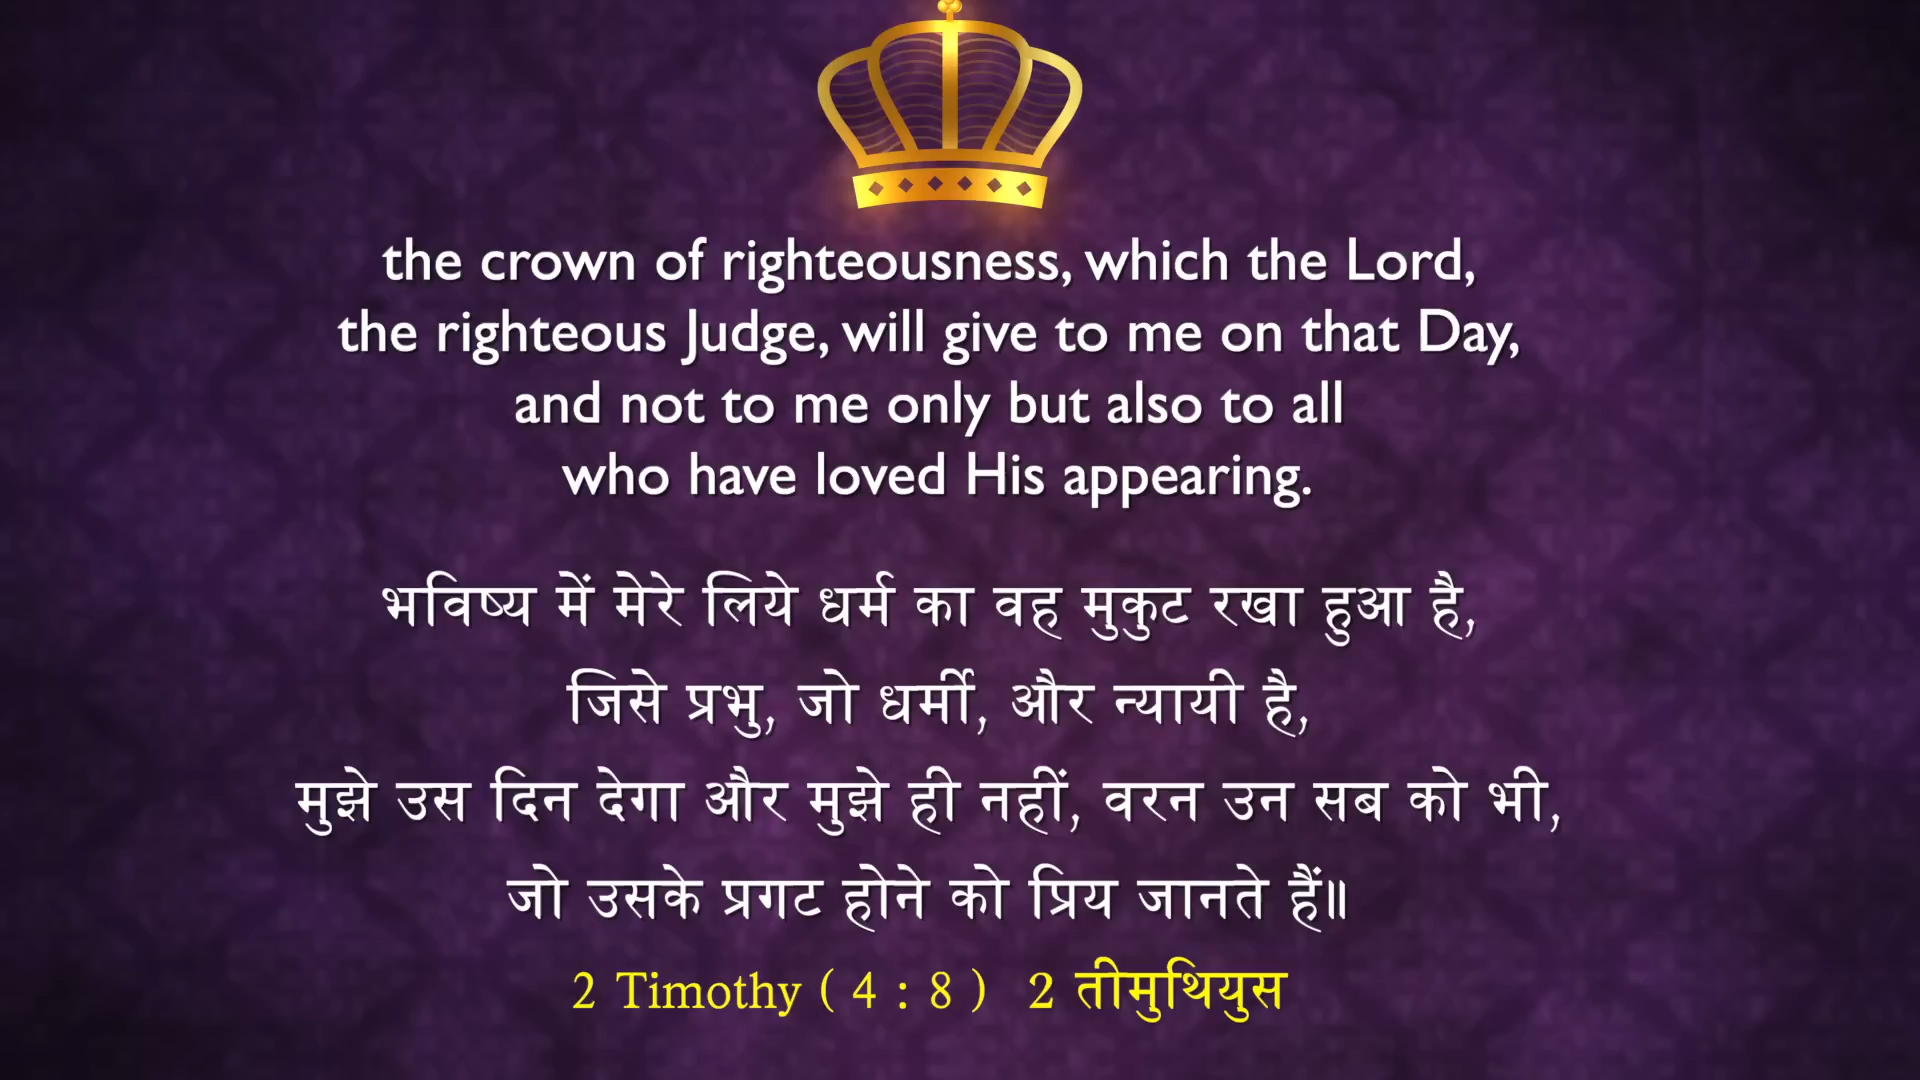 the crown of righteousness, which the Lord,
the righteous Judge, will give to me on that Day,
and not to me only but also to all
who have loved His appearing.
भविष्य में मेरे लिये धर्म का वह मुकुट रखा हुआ है,
जिसे प्रभु, जो धर्मी, और न्यायी है,
मुझे उस दिन देगा और मुझे ही नहीं, वरन उन सब को भी,
जो उसके प्रगट होने को प्रिय जानते हैं॥
2 Timothy ( 4 : 8 ) 2 तीमुथियुस